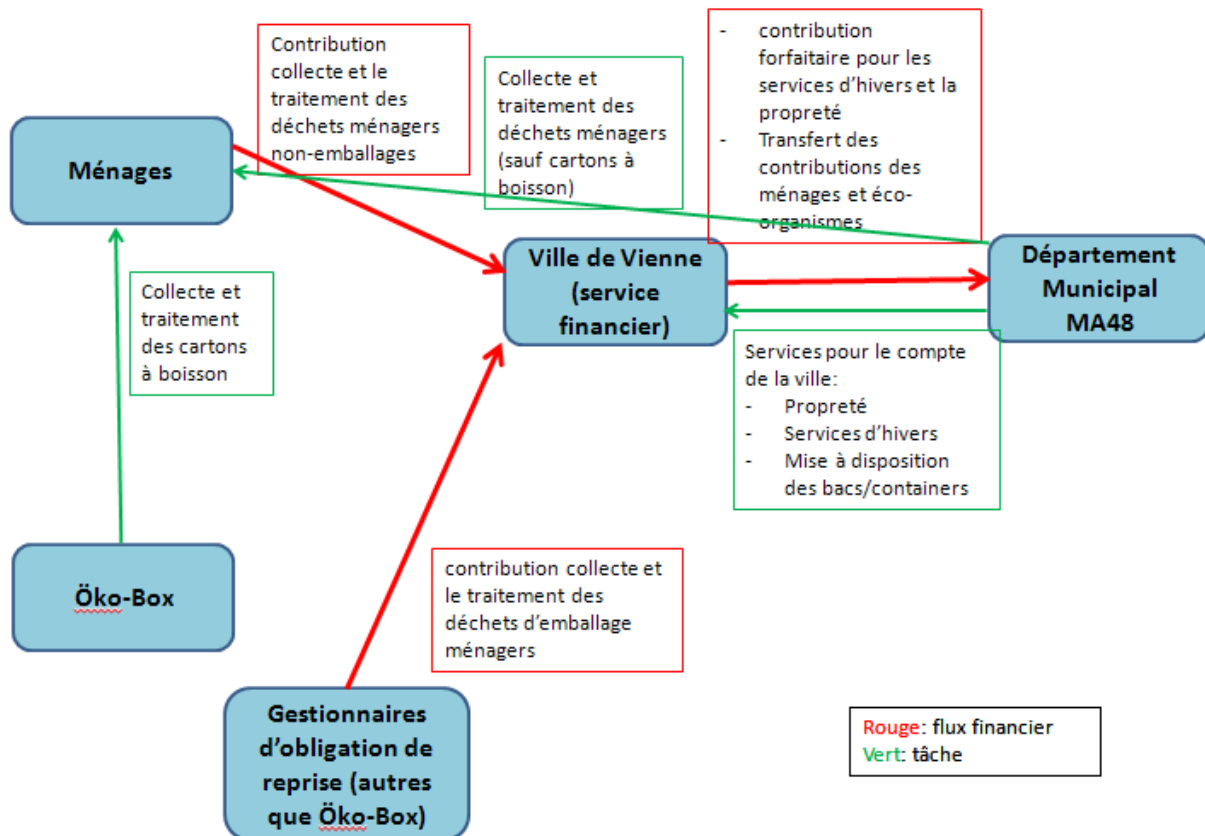 Contribution
collecte et le
traitement des
déchets ménagers
non-emballages
Collecte et
traitement des
déchets ménagers
(sauf cartons à
boisson)
- contribution
forfaitaire pour les
services d'hivers et la
propreté
- Transfert des
contributions des
ménages et éco-
organismes
Ménages
Ville de Vienne
(service
financier)
Département
Municipal
MA48
Collecte et
traitement
des cartons
à boisson
Services pour le compte
de la ville:
- Propreté
- Services d'hivers
- Mise à disposition
des bacs/containers
Öko-Box
contribution collecte et
le traitement des
déchets d'emballage
ménagers
Gestionnaires
d'obligation de
reprise (autres
que Öko-Box)
Rouge: flux financier
Vert: tâche